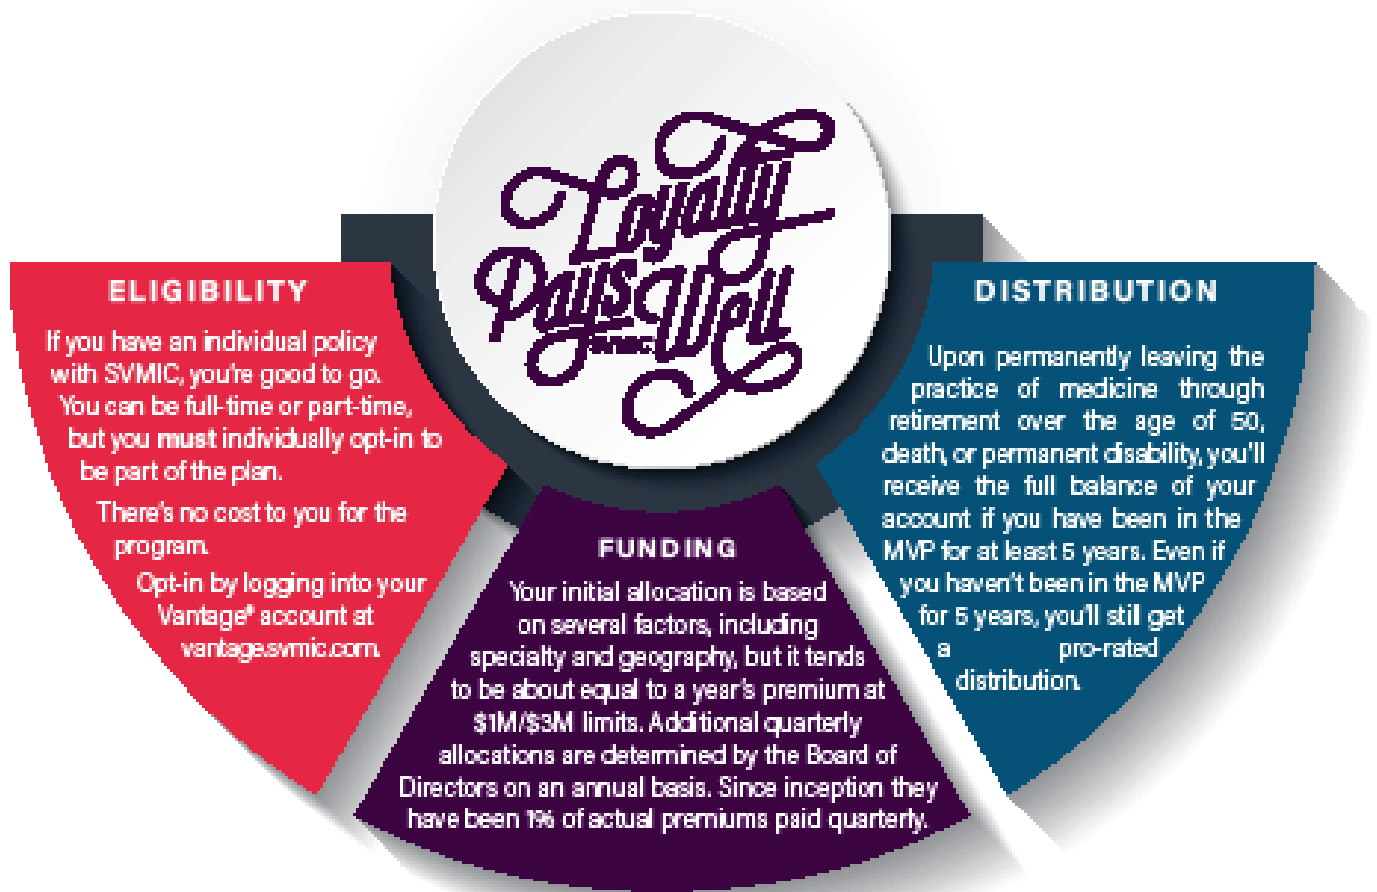 Loyalty
Pays Well
SVMIC
ELIGIBILITY
If you have an individual policy
with SVMIC, you're good to go.
You can be full-time or part-time,
but you must individually opt-in to
be part of the plan.
There's no cost to you for the
program.
Opt-in by logging into your
Vantage® account at
vantage.svmic.com.
FUNDING
Your initial allocation is based
on several factors, including
specialty and geography, but it tends
to be about equal to a year's premium at
$1M/$3M limits. Additional quarterly
allocations are determined by the Board of
Directors on an annual basis. Since inception they
have been 1% of actual premiums paid quarterly.
DISTRIBUTION
Upon permanently leaving the
practice of medicine through
retirement over the age of 50,
death, or permanent disability, you'll
receive the full balance of your
account if you have been in the
MVP for at least 5 years. Even if
you haven't been in the MVP
for 5 years, you'll still get
a pro-rated
distribution.